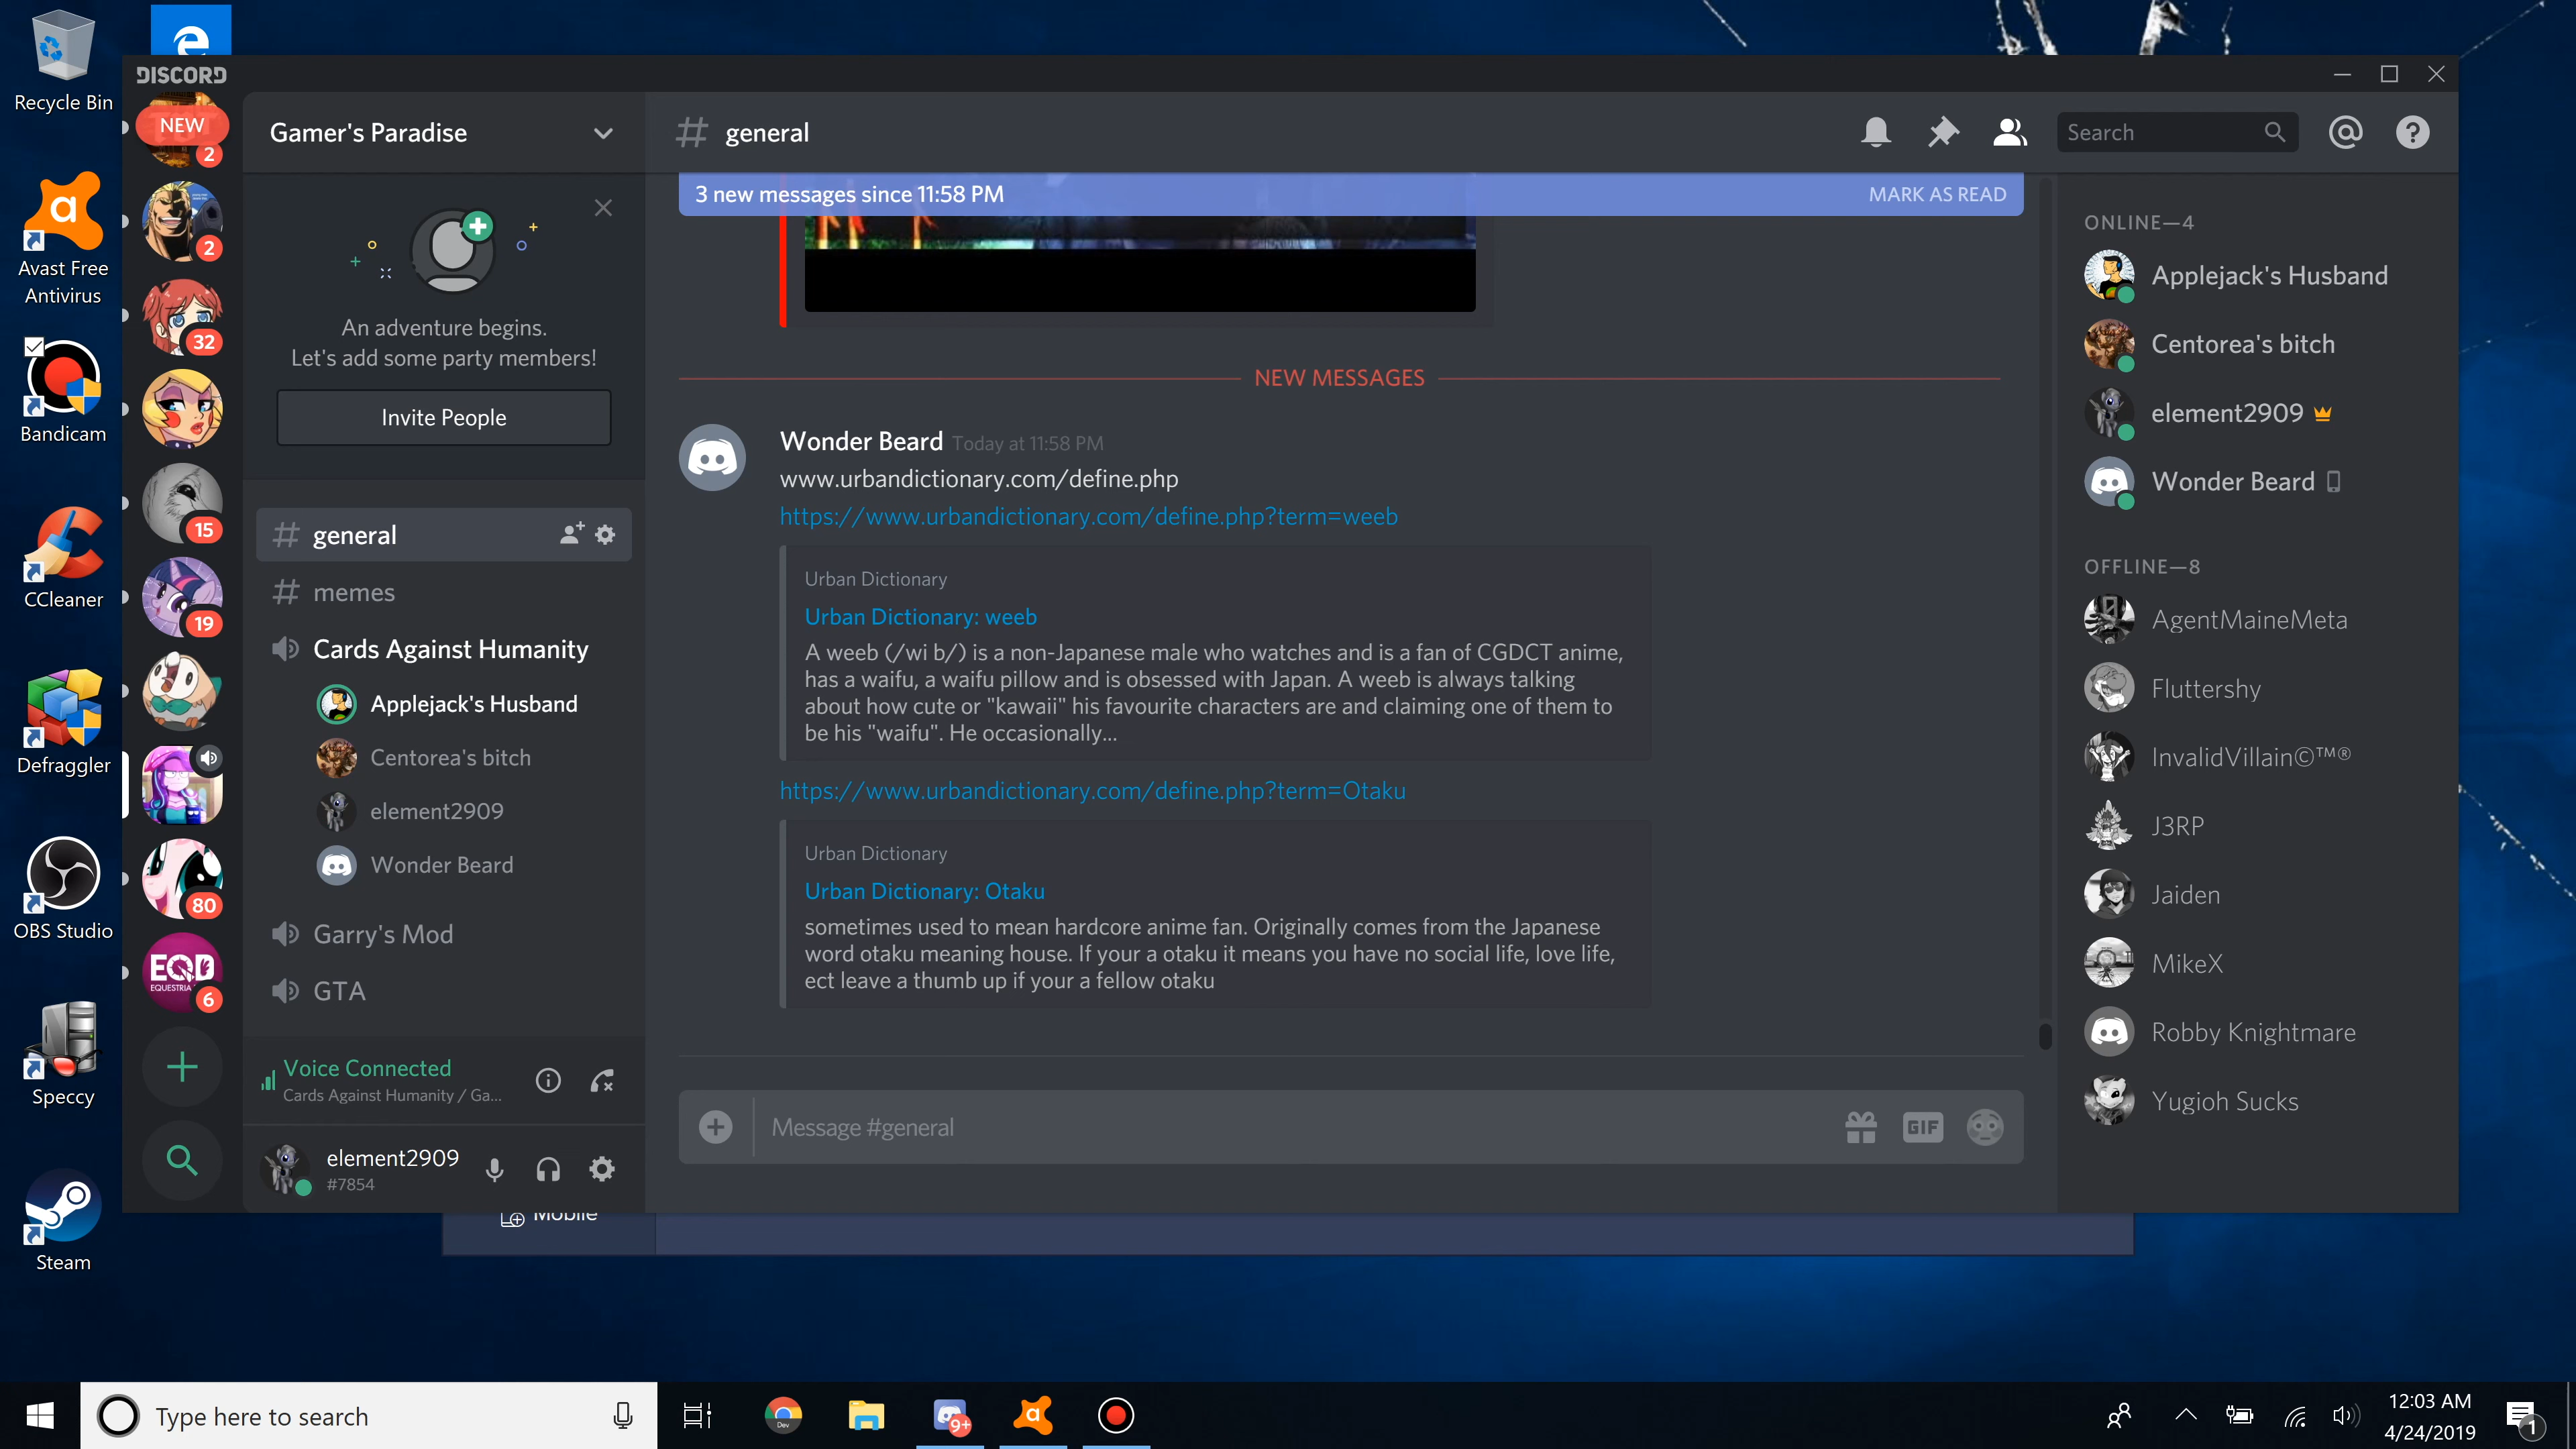 Recycle Bin
Avast Free
Antivirus
Bandicam
CCleaner
Defraggler
OBS Studio
Speccy
Steam
DISCORD
NEW
2
2
32
15
19
80
EQD
EQUESTRIA
6
Gamer's Paradise
An adventure begins.
Let's add some party members!
Invite People
# general
# memes
Cards Against Humanity
Applejack's Husband
Centorea's bitch
element2909
Wonder Beard
Garry's Mod
GTA
Voice Connected
Cards Against Humanity / Ga...
element2909
#7854
# general
Search
3 new messages since 11:58 PM MARK AS READ
NEW MESSAGES
Wonder Beard Today at 11:58 PM
www.urbandictionary.com/define.php
https://www.urbandictionary.com/define.php?term=weeb
Urban Dictionary
Urban Dictionary: weeb
A weeb (/wi b/) is a non-Japanese male who watches and is a fan of CGDCT anime,
has a waifu, a waifu pillow and is obsessed with Japan. A weeb is always talking
about how cute or "kawaii" his favourite characters are and claiming one of them to
be his "waifu". He occasionally...
https://www.urbandictionary.com/define.php?term=Otaku
Urban Dictionary
Urban Dictionary: Otaku
sometimes used to mean hardcore anime fan. Originally comes from the Japanese
word otaku meaning house. If your a otaku it means you have no social life, love life,
ect leave a thumb up if your a fellow otaku
Message #general
GIF
ONLINE—4
Applejack's Husband
Centorea's bitch
element2909
Wonder Beard
OFFLINE—8
AgentMaineMeta
Fluttershy
InvalidVillain©™®
J3RP
Jaiden
MikeX
Robby Knightmare
Yugioh Sucks
Mobile
Type here to search
Dev
9+
12:03 AM
4/24/2019
1